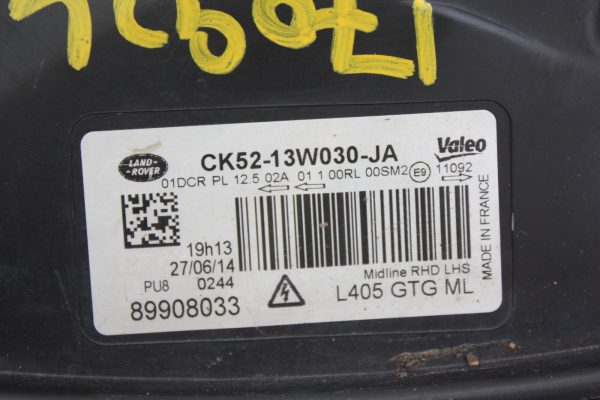 LAND-
ROVER
CK52-13W030-JA
Valeo
01DCR PL 12.5 02A 01 1 00RL 00SM2 E9 11092
19h13
27/06/14
PU8 0244
89908033
Midline RHD LHS
L405 GTG ML
MADE IN FRANCE